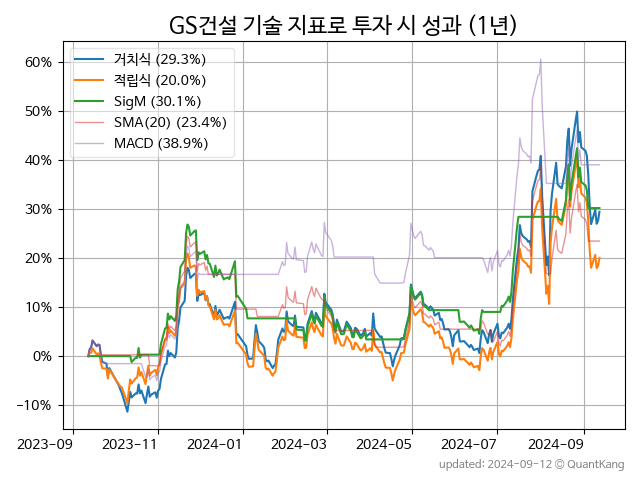 GS건설 기술 지표로 투자 시 성과 (1년)
거치식 (29.3%)
적립식 (20.0%)
SigM (30.1%)
SMA(20) (23.4%)
MACD (38.9%)
60%
50%
40%
30%
20%
10%
0%
−10%
2023-09
2023-11
2024-01
2024-03
2024-05
2024-07
2024-09
updated: 2024-09-12 © QuantKang